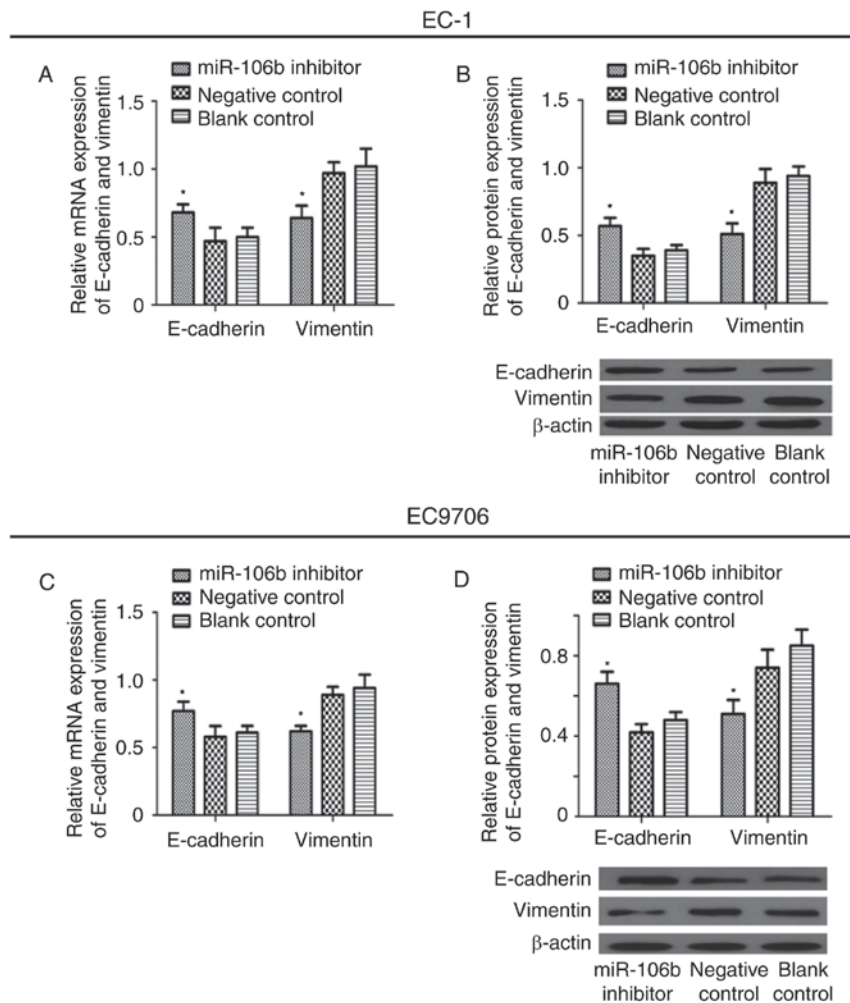 EC-1
A
miR-106b inhibitor
Negative control
Blank control
Relative mRNA expression
of E-cadherin and vimentin
1.5
1.0
0.5
0
*
*
E-cadherin
Vimentin
B
miR-106b inhibitor
Negative control
Blank control
Relative protein expression
of E-cadherin and vimentin
1.5
1.0
0.5
0
*
*
E-cadherin
Vimentin
E-cadherin
Vimentin
β-actin
miR-106b
inhibitor
Negative
control
Blank
control
EC9706
C
miR-106b inhibitor
Negative control
Blank control
Relative mRNA expression
of E-cadherin and vimentin
1.5
1.0
0.5
0
*
*
E-cadherin
Vimentin
D
miR-106b inhibitor
Negative control
Blank control
Relative protein expression
of E-cadherin and vimentin
0.8
0.4
0
*
*
E-cadherin
Vimentin
E-cadherin
Vimentin
β-actin
miR-106b
inhibitor
Negative
control
Blank
control